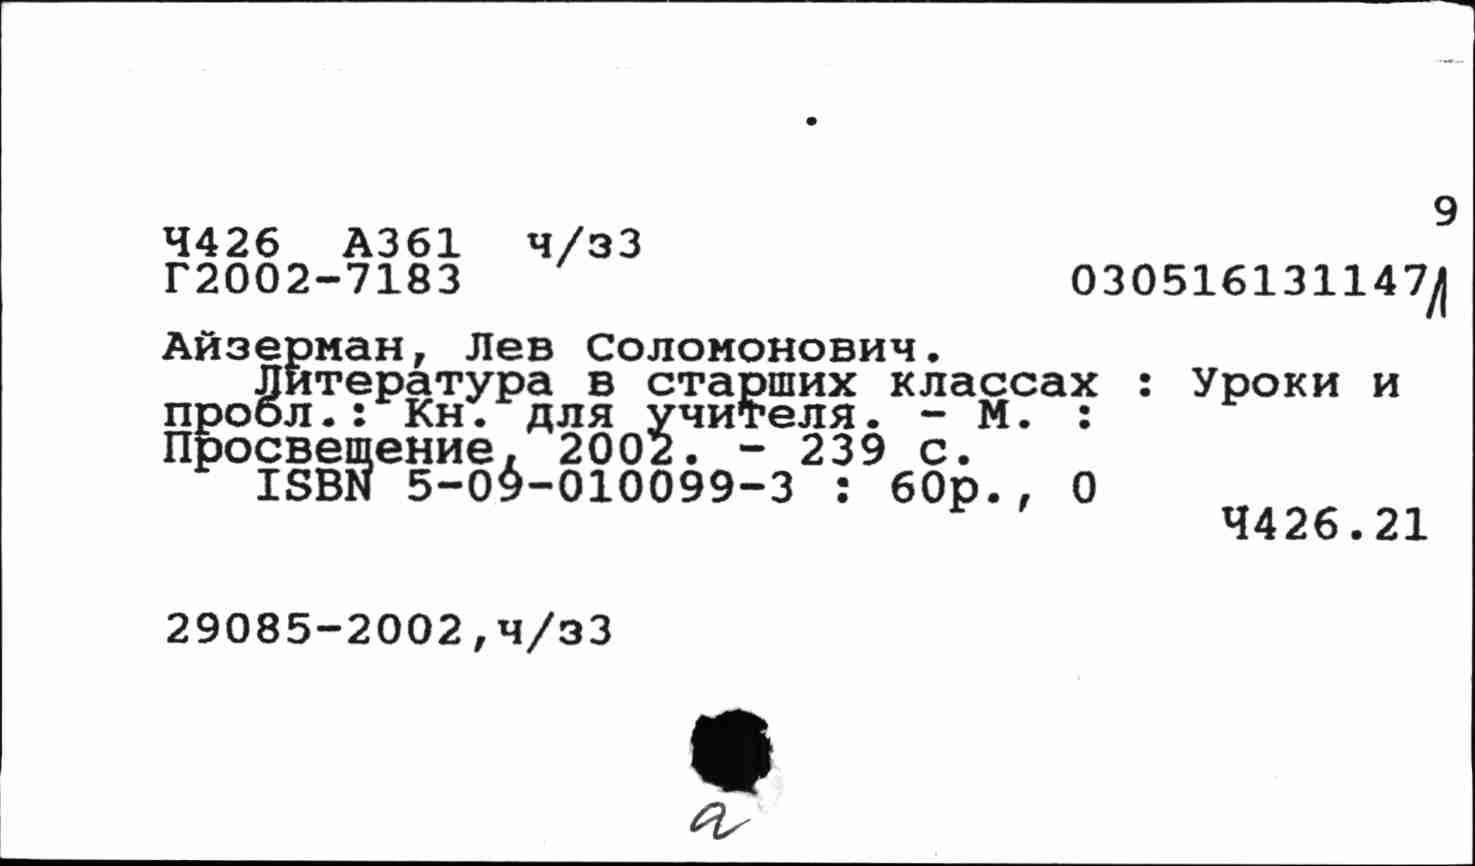 9
Ч426 А361 ч/з3
Г2002-7183 030516131147
Айзерман, Лев Соломонович.
Литература в старших классах : Уроки и
пробл.: Кн. для учителя. - М. :
Просвещение, 2002. - 239 с.
ISBN 5-09-010099-3 : 60р., 0
Ч426.21
29085-2002,ч/з3
а